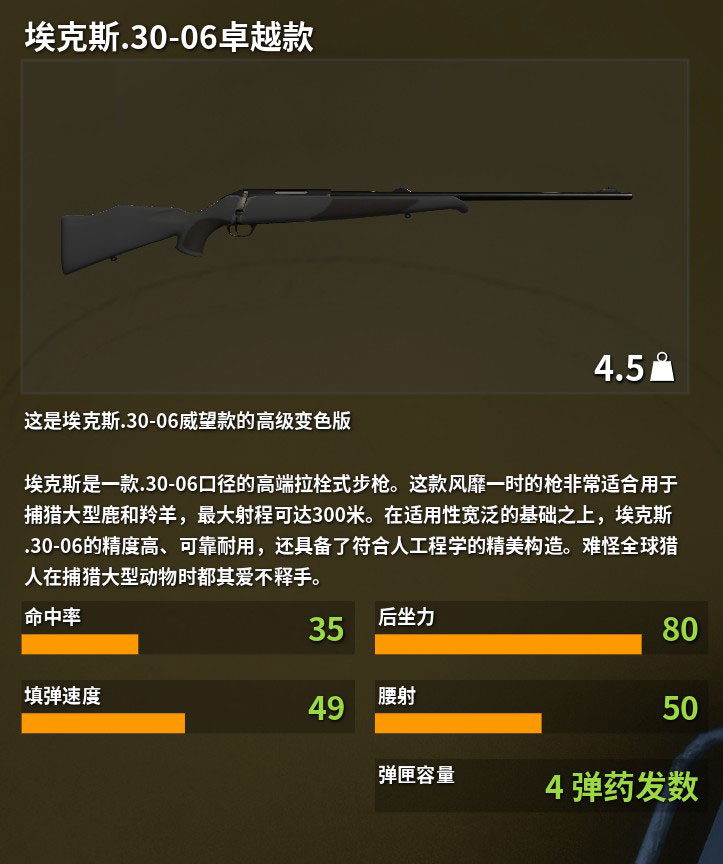 埃克斯.30-06卓越款
4.5
这是埃克斯.30-06威望款的高级变色版
埃克斯是一款.30-06口径的高端拉栓式步枪。这款风靡一时的枪非常适合用于
捕猎大型鹿和羚羊，最大射程可达300米。在适用性宽泛的基础之上，埃克斯
.30-06的精度高、可靠耐用，还具备了符合人工程学的精美构造。难怪全球猎
人在捕猎大型动物时都其爱不释手。
命中率 35
后坐力 80
填弹速度 49
腰射 50
弹匣容量 4 弹药发数